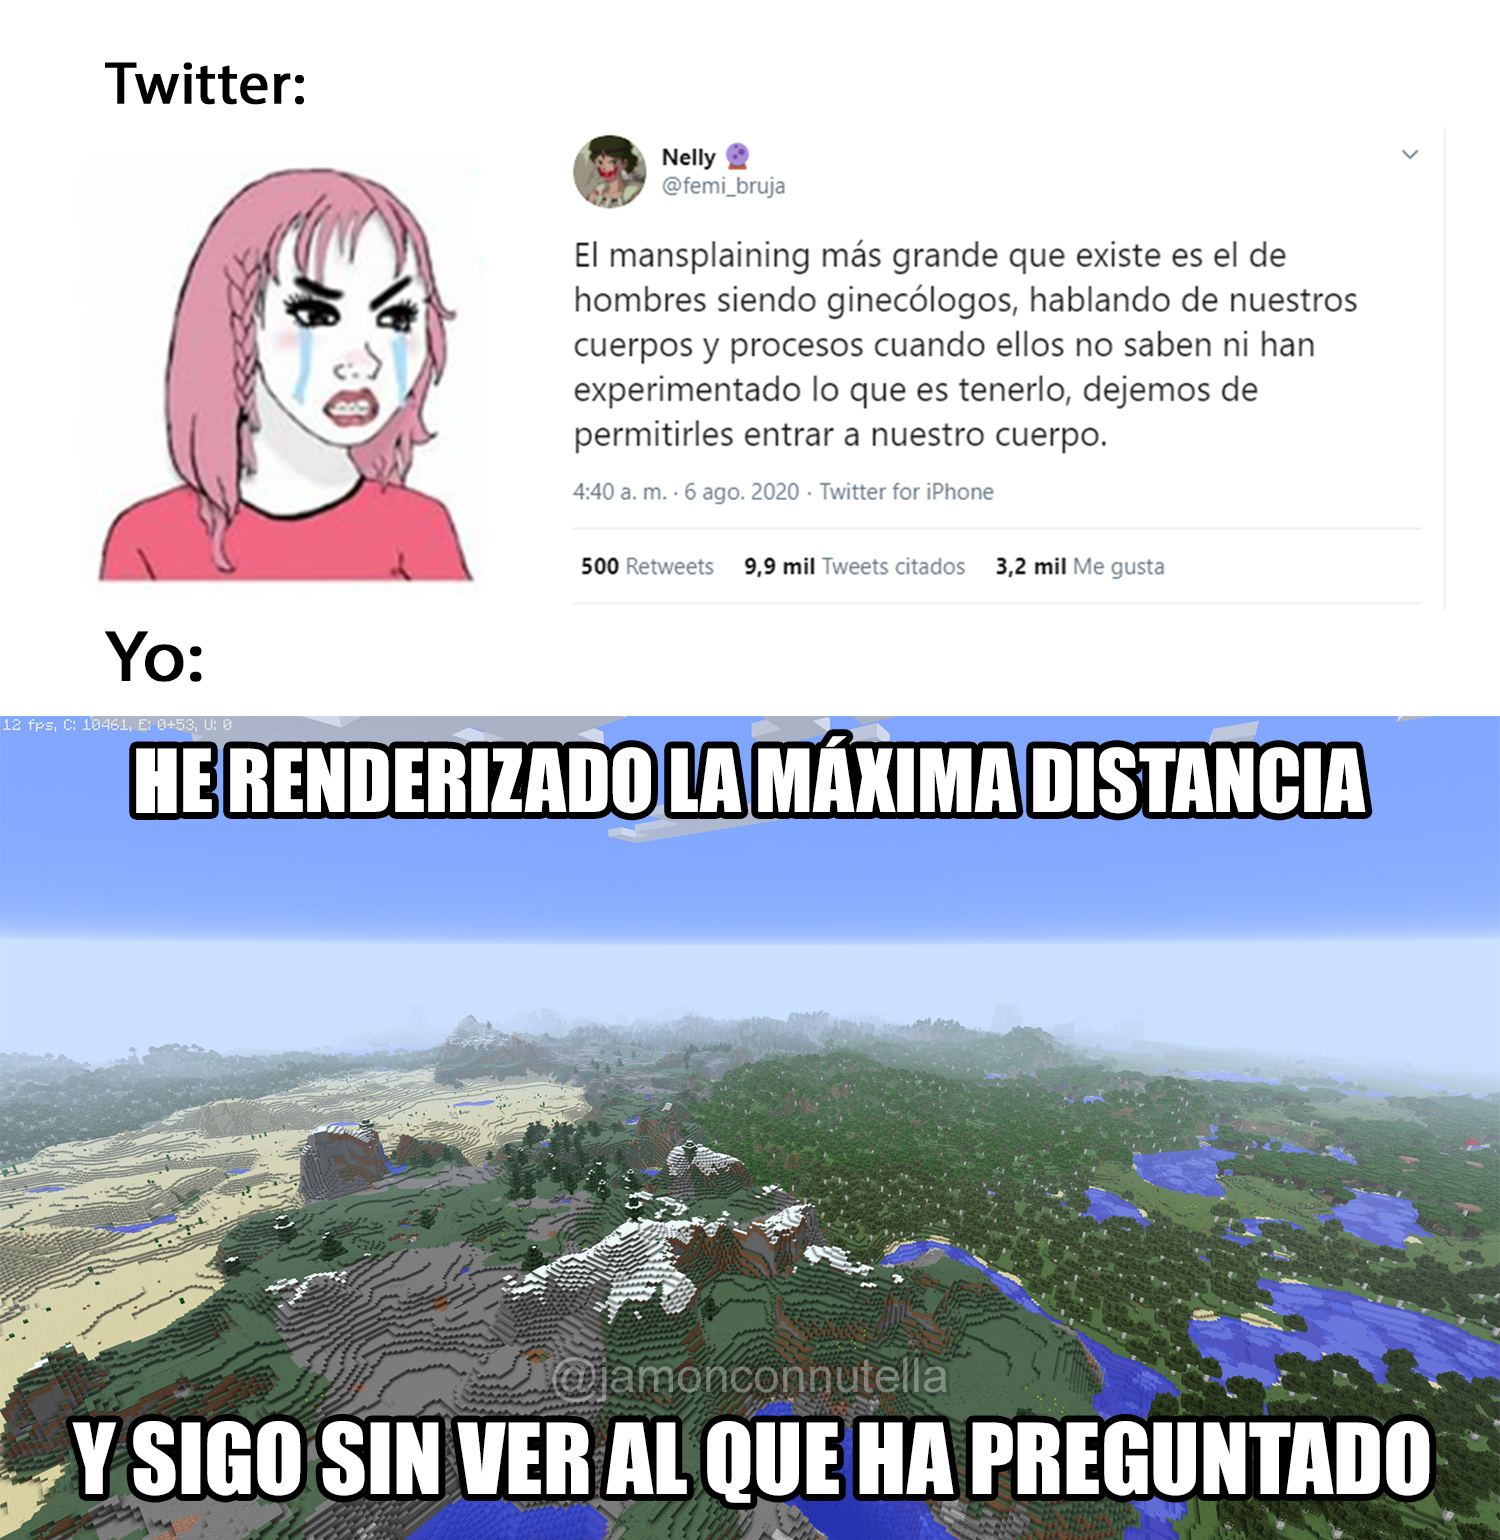 Twitter:
Nelly 🔮
@femi_bruja
El mansplaining más grande que existe es el de
hombres siendo ginecólogos, hablando de nuestros
cuerpos y procesos cuando ellos no saben ni han
experimentado lo que es tenerlo, dejemos de
permitirles entrar a nuestro cuerpo.
4:40 a. m. · 6 ago. 2020 · Twitter for iPhone
500 Retweets 9,9 mil Tweets citados 3,2 mil Me gusta
Yo:
12 fps, C: 10461, E: 0+53, U: 0
HE RENDERIZADO LA MÁXIMA DISTANCIA
@jamonconnutella
Y SIGO SIN VER AL QUE HA PREGUNTADO